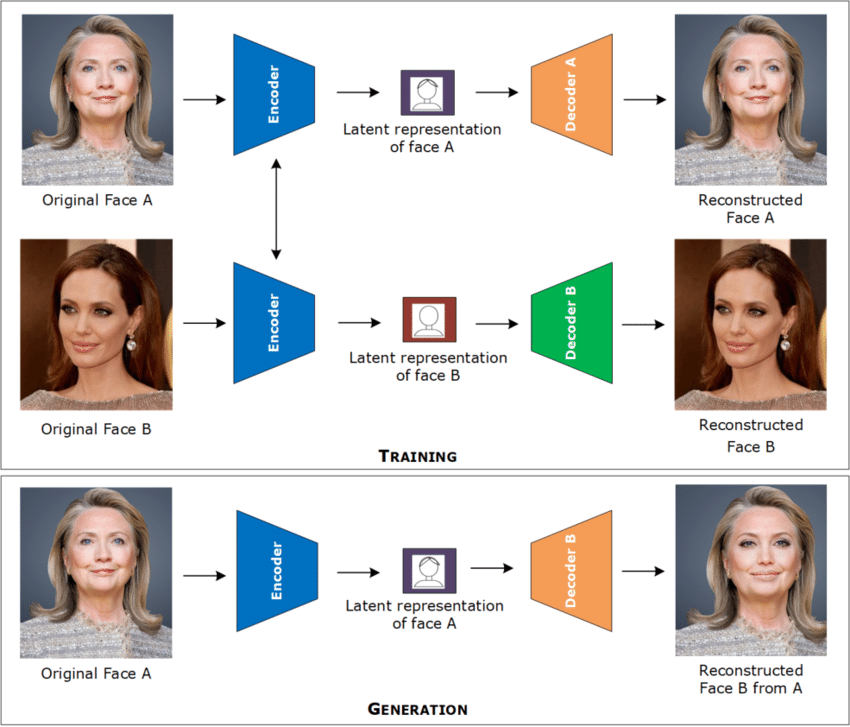 Encoder
Decoder A
Latent representation
of face A
Original Face A
Reconstructed
Face A
Encoder
Decoder B
Latent representation
of face B
Original Face B
Reconstructed
Face B
TRAINING
Encoder
Decoder B
Latent representation
of face A
Original Face A
Reconstructed
Face B from A
GENERATION